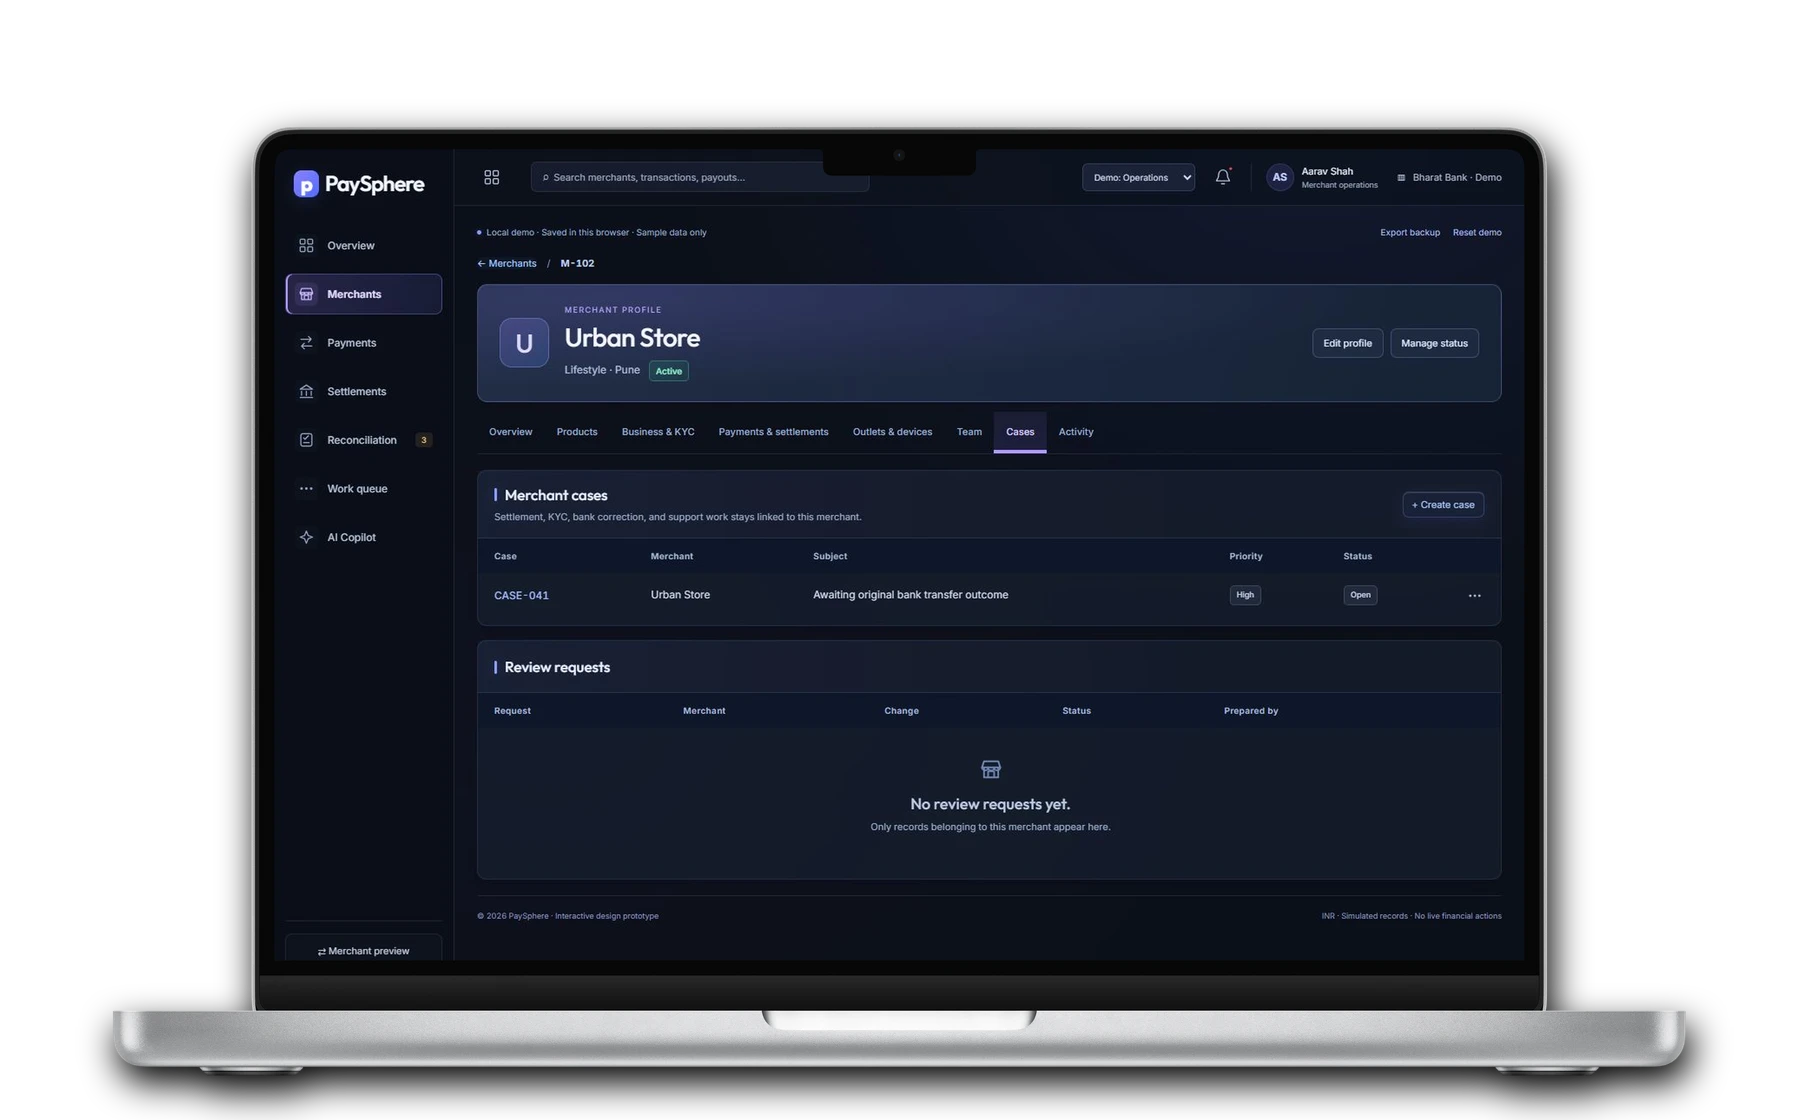 PaySphere
Overview
Merchants
Payments
Settlements
Reconciliation 3
Work queue
AI Copilot
⇄ Merchant preview
Search merchants, transactions, payouts...
Demo: Operations
AS
Aarav Shah
Merchant operations
Bharat Bank · Demo
Local demo · Saved in this browser · Sample data only
Export backup Reset demo
← Merchants / M-102
U
MERCHANT PROFILE
Urban Store
Lifestyle · Pune Active
Edit profile Manage status
Overview Products Business & KYC Payments & settlements Outlets & devices Team Cases Activity
Merchant cases
Settlement, KYC, bank correction, and support work stays linked to this merchant.
+ Create case
Case Merchant Subject Priority Status
CASE-041 Urban Store Awaiting original bank transfer outcome High Open ···
Review requests
Request Merchant Change Status Prepared by
No review requests yet.
Only records belonging to this merchant appear here.
© 2026 PaySphere · Interactive design prototype
INR · Simulated records · No live financial actions